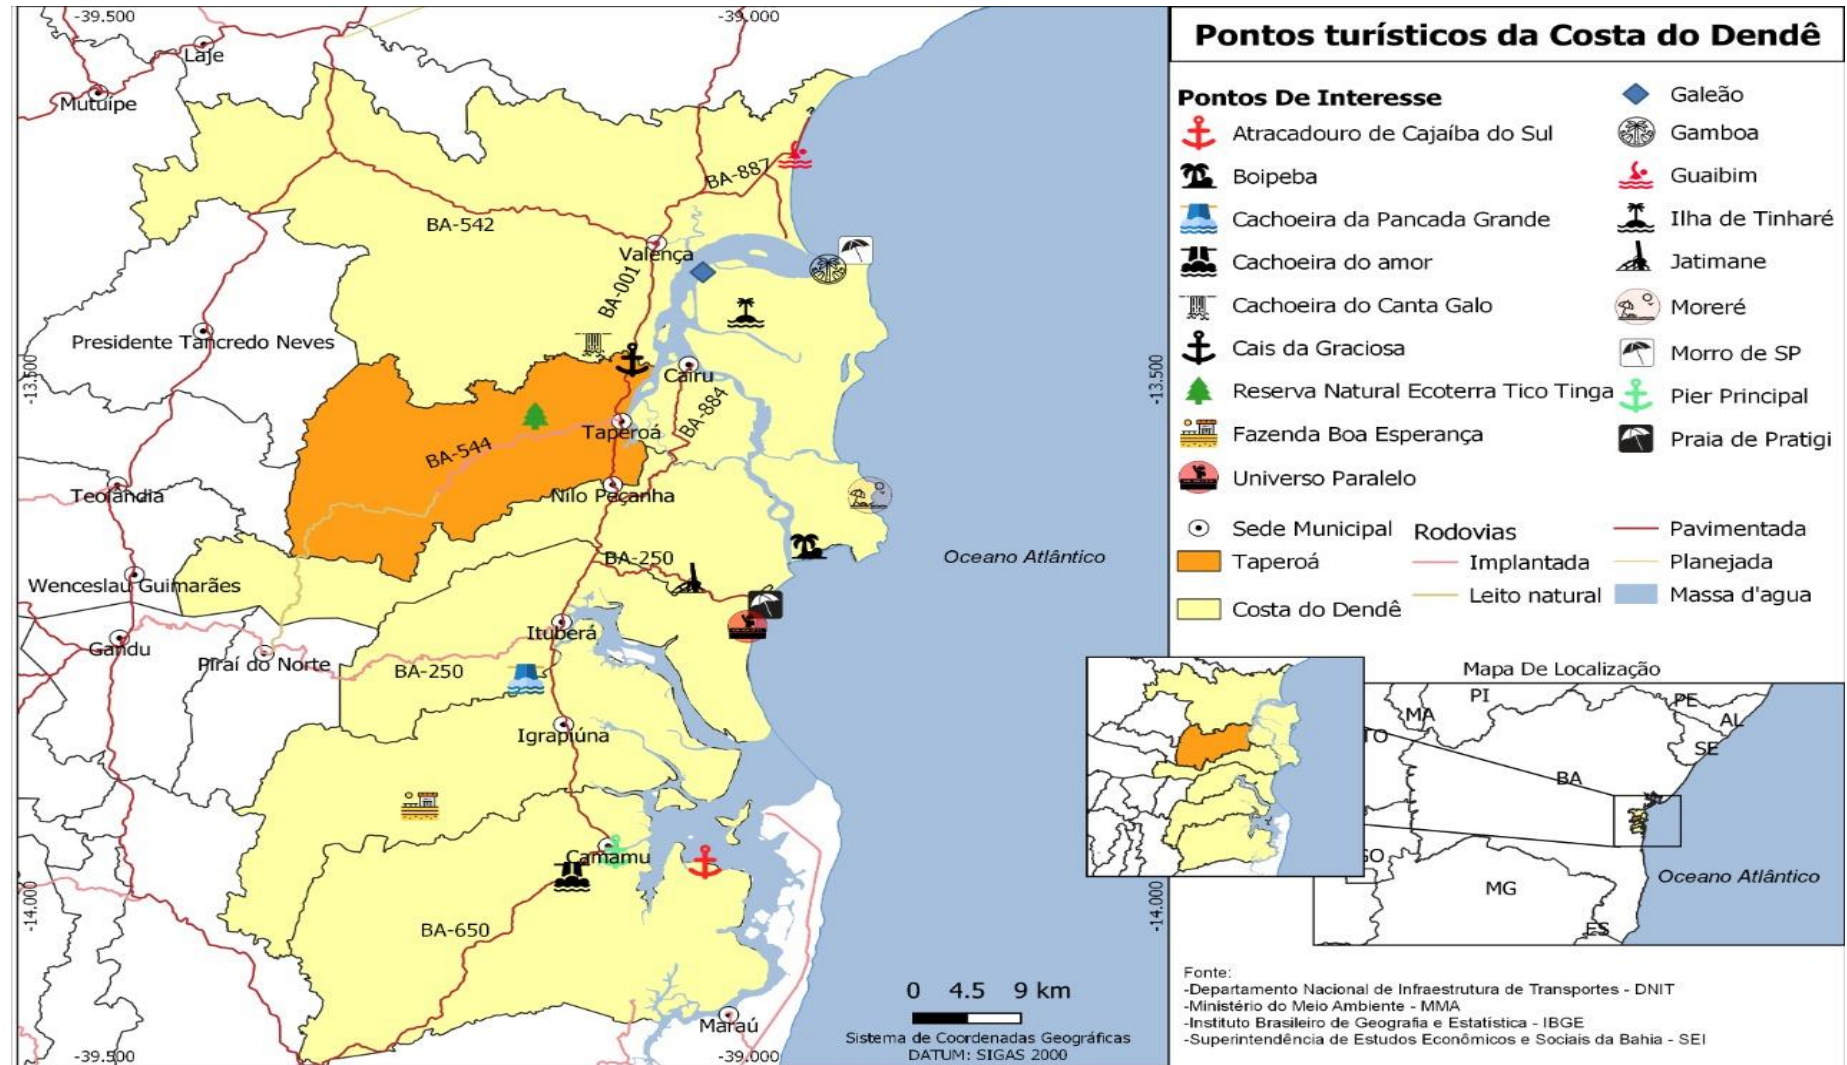 -39.500
-39.000
Laje
Mutuípe
BA-887
BA-542
Valença
BA-001
Presidente Tancredo Neves
-13.500
-13.500
Cairu
BA-884
Taperoá
BA-544
Teolândia
Nilo Peçanha
BA-250
Oceano Atlântico
Wenceslau Guimarães
Ituberá
Gandu
Piraí do Norte
BA-250
Igrapiúna
Camamu
-14.000
-14.000
BA-650
0 4.5 9 km
Maraú
Sistema de Coordenadas Geográficas
DATUM: SIGAS 2000
-39.500
-39.000
Pontos turísticos da Costa do Dendê
Pontos De Interesse
Atracadouro de Cajaíba do Sul
Boipeba
Cachoeira da Pancada Grande
Cachoeira do amor
Cachoeira do Canta Galo
Cais da Graciosa
Reserva Natural Ecoterra Tico Tinga
Fazenda Boa Esperança
Universo Paralelo
Galeão
Gamboa
Guaibim
Ilha de Tinharé
Jatimane
Moreré
Morro de SP
Pier Principal
Praia de Pratigi
Sede Municipal
Taperoá
Costa do Dendê
Rodovias
Implantada
Leito natural
Pavimentada
Planejada
Massa d'agua
Mapa De Localização
PI
PE
MA
AL
TO
SE
BA
GO
MG
Oceano Atlântico
ES
Fonte:
-Departamento Nacional de Infraestrutura de Transportes - DNIT
-Ministério do Meio Ambiente - MMA
-Instituto Brasileiro de Geografia e Estatística - IBGE
-Superintendência de Estudos Econômicos e Sociais da Bahia - SEI